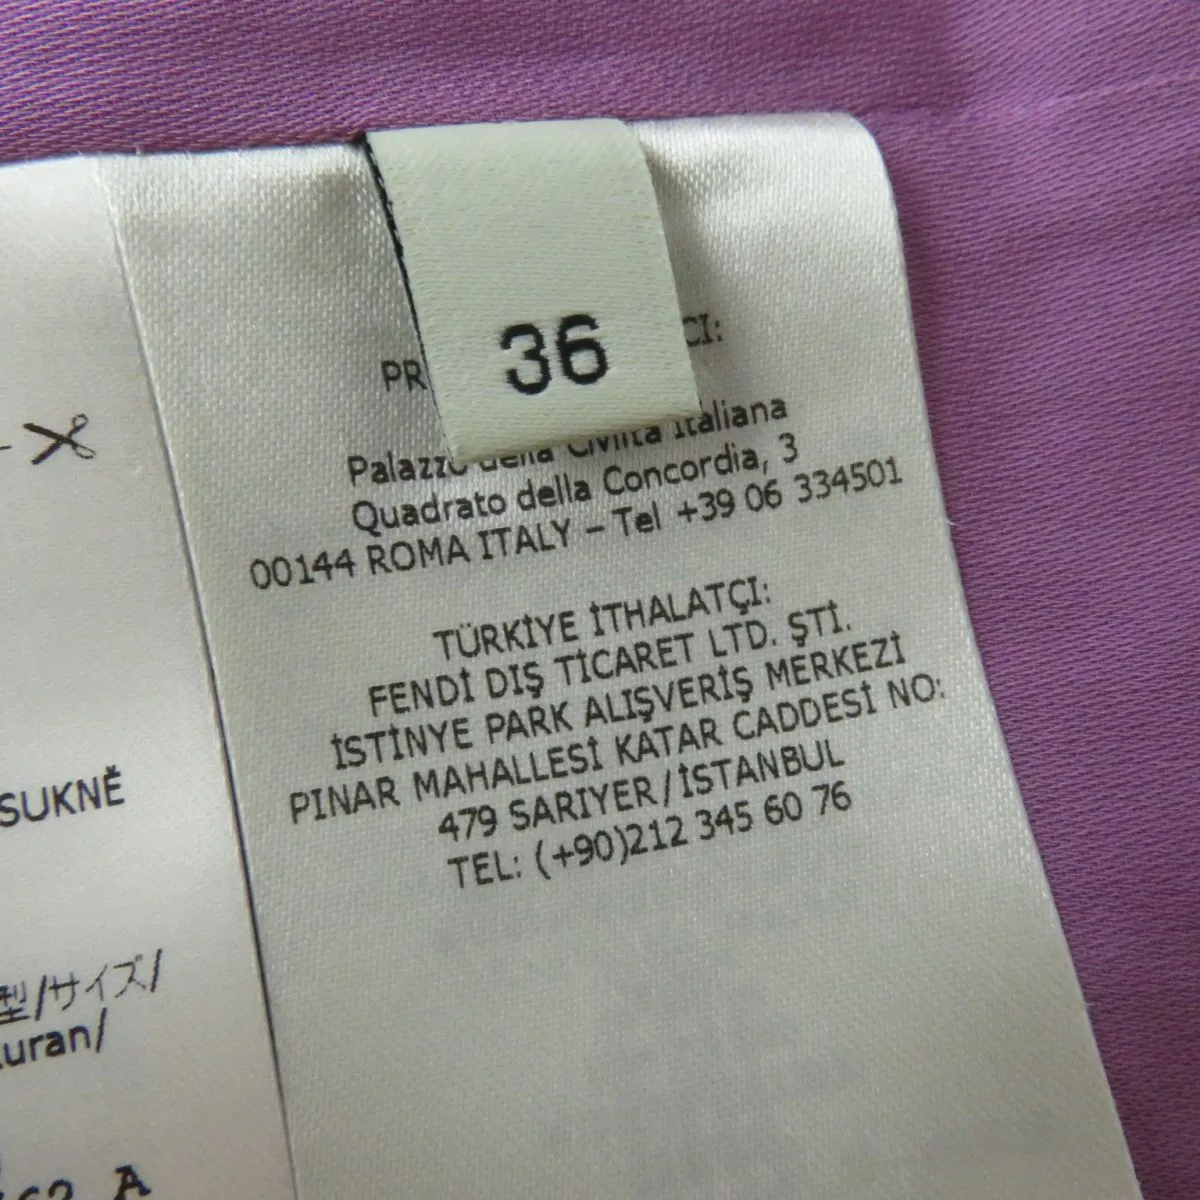 36
PR CI:
Palazzo della Civiltà Italiana
Quadrato della Concordia, 3
00144 ROMA ITALY – Tel +39 06 334501
TÜRKİYE İTHALATÇI:
FENDİ DIŞ TİCARET LTD. ŞTİ.
İSTİNYE PARK ALIŞVERİŞ MERKEZİ
PINAR MAHALLESİ KATAR CADDESİ NO:
479 SARIYER/İSTANBUL
TEL: (+90)212 345 60 76
SUKNĚ
型/サイズ/
uran/
62 A